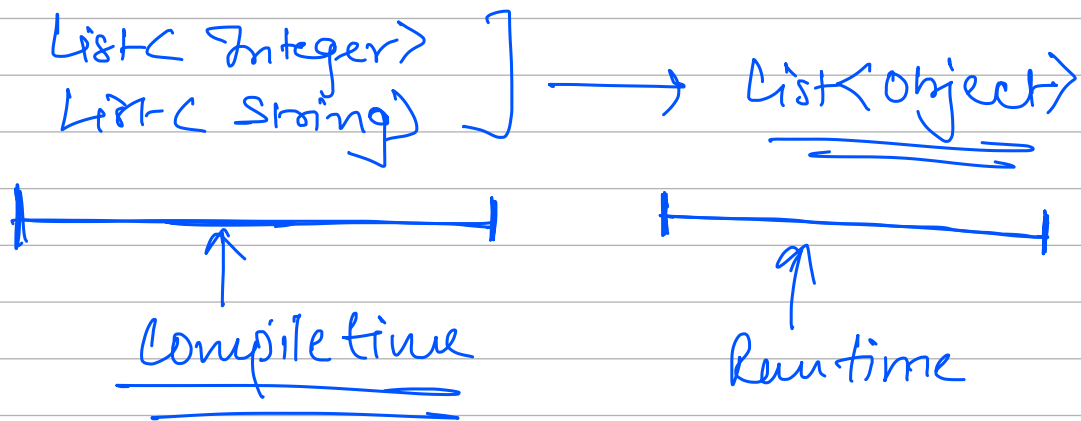 List< Integer>
List< String>
List<Object>
Compile time
Runtime